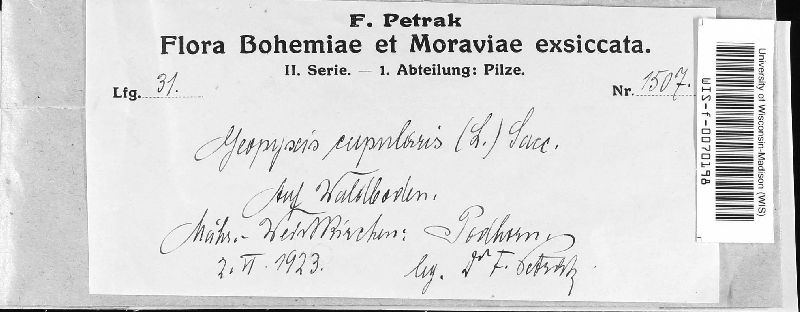 F. Petrak
Flora Bohemiae et Moraviae exsiccata.
II. Serie. — 1. Abteilung: Pilze.
Lfg. 31.
Nr. 1507.
Geopyxis cupularis (L.) Sacc.
Auf Waldboden.
Mähr.-Weisskirchen: Podhorn
2. VI. 1923.
leg. Dr F. Petrak
University of Wisconsin-Madison (WIS)
WIS-f-0070198